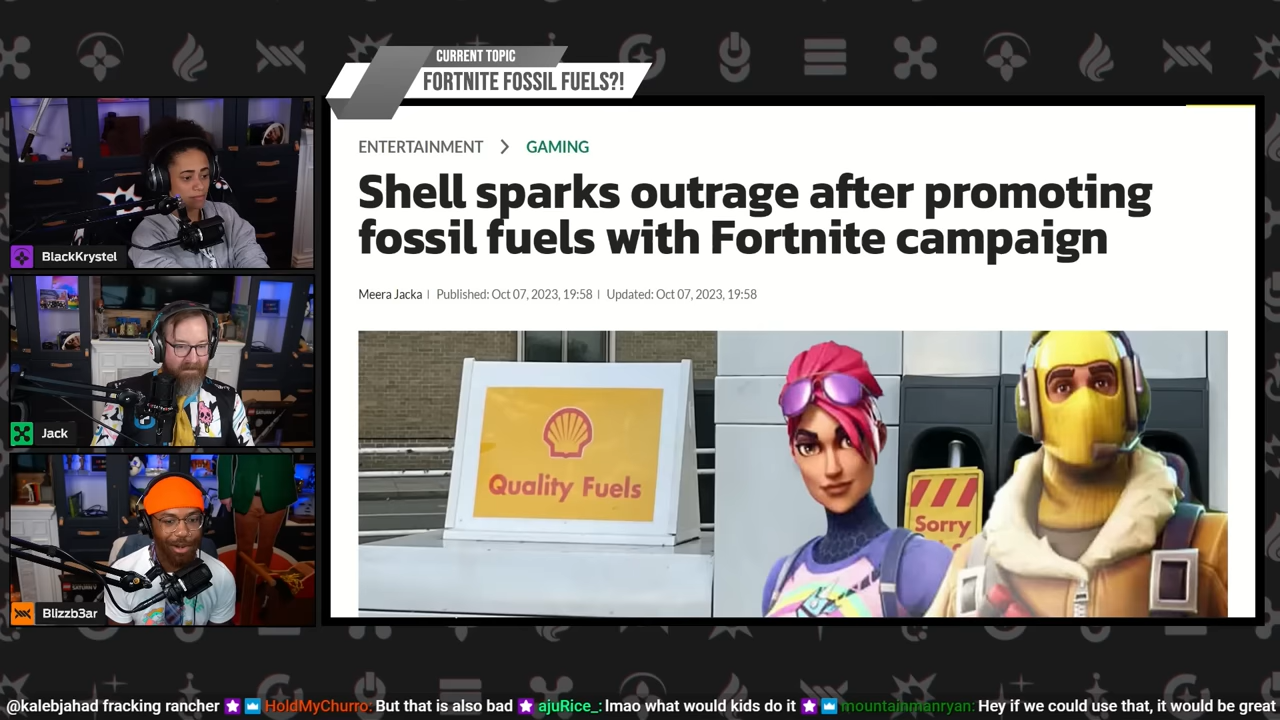 CURRENT TOPIC
FORTNITE FOSSIL FUELS?!
ENTERTAINMENT > GAMING
Shell sparks outrage after promoting
fossil fuels with Fortnite campaign
Meera Jacka | Published: Oct 07, 2023, 19:58 | Updated: Oct 07, 2023, 19:58
Quality Fuels
Sorry
BlackKrystel
Jack
Blizzb3ar
@kalebjahad fracking rancher HoldMyChurro: But that is also bad ajuRice_: lmao what would kids do it mountainmanryan: Hey if we could use that, it would be great